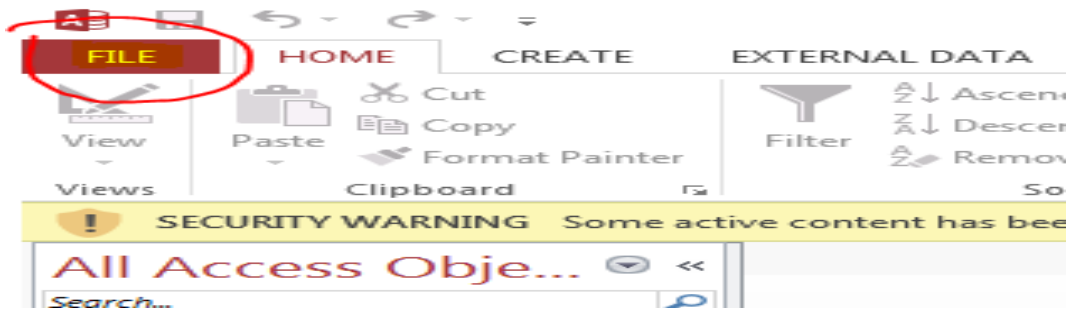 FILE HOME CREATE EXTERNAL DATA
View Paste Cut Filter
Copy
Format Painter
Views Clipboard
SECURITY WARNING Some active content has
All Access Obje...
Search...